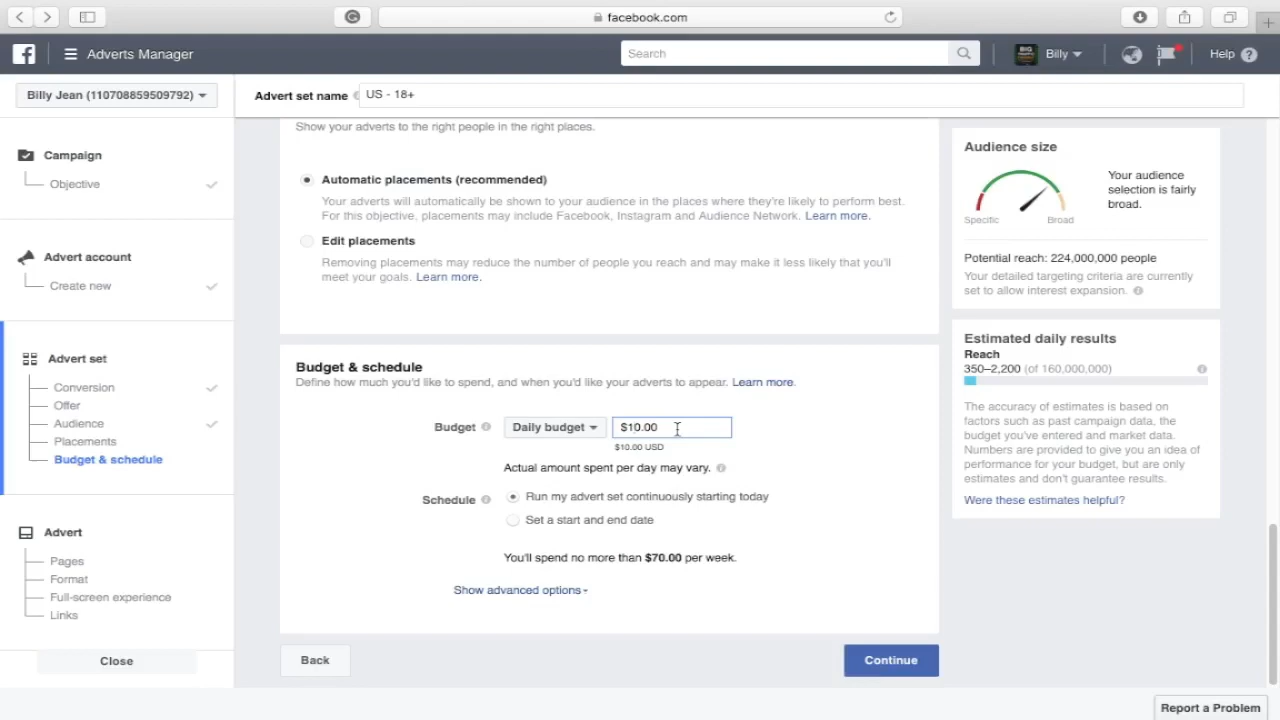 facebook.com
Adverts Manager
Search
Billy
Help
Billy Jean (110708859509792)
Advert set name
US - 18+
Campaign
Objective
Advert account
Create new
Advert set
Conversion
Offer
Audience
Placements
Budget & schedule
Advert
Pages
Format
Full-screen experience
Links
Close
Show your adverts to the right people in the right places.
Automatic placements (recommended)
Your adverts will automatically be shown to your audience in the places where they're likely to perform best.
For this objective, placements may include Facebook, Instagram and Audience Network. Learn more.
Edit placements
Removing placements may reduce the number of people you reach and may make it less likely that you'll
meet your goals. Learn more.
Budget & schedule
Define how much you'd like to spend, and when you'd like your adverts to appear. Learn more.
Budget
Daily budget
$10.00
$10.00 USD
Actual amount spent per day may vary.
Schedule
Run my advert set continuously starting today
Set a start and end date
You'll spend no more than $70.00 per week.
Show advanced options
Back
Continue
Audience size
Your audience
selection is fairly
broad.
Specific
Broad
Potential reach: 224,000,000 people
Your detailed targeting criteria are currently
set to allow interest expansion.
Estimated daily results
Reach
350–2,200 (of 160,000,000)
The accuracy of estimates is based on
factors such as past campaign data, the
budget you've entered and market data.
Numbers are provided to give you an idea of
performance for your budget, but are only
estimates and don't guarantee results.
Were these estimates helpful?
Report a Problem